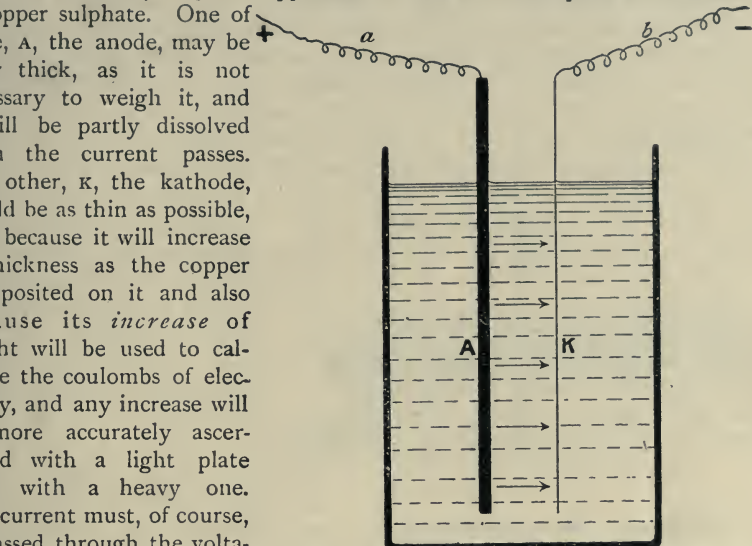 opper sulphate. One of
e, A, the anode, may be
thick, as it is not
ssary to weigh it, and
ill be partly dissolved
the current passes.
other, K, the kathode,
ld be as thin as possible,
because it will increase
hickness as the copper
posited on it and also
use its increase of
ht will be used to cal-
e the coulombs of elec-
y, and any increase will
more accurately ascer-
d with a light plate
with a heavy one.
current must, of course,
assed through the volta-
+
a
b
−
A
K